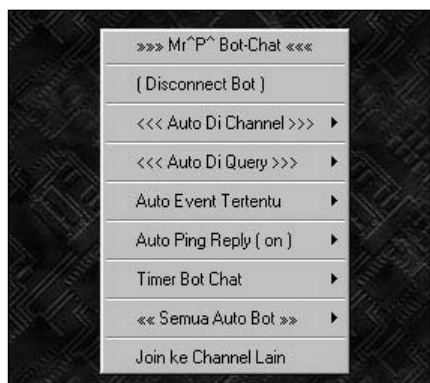 »»» Mr^P^ Bot-Chat «««
( Disconnect Bot )
<<< Auto Di Channel >>>
<<< Auto Di Query >>>
Auto Event Tertentu
Auto Ping Reply ( on )
Timer Bot Chat
«« Semua Auto Bot »»
Join ke Channel Lain